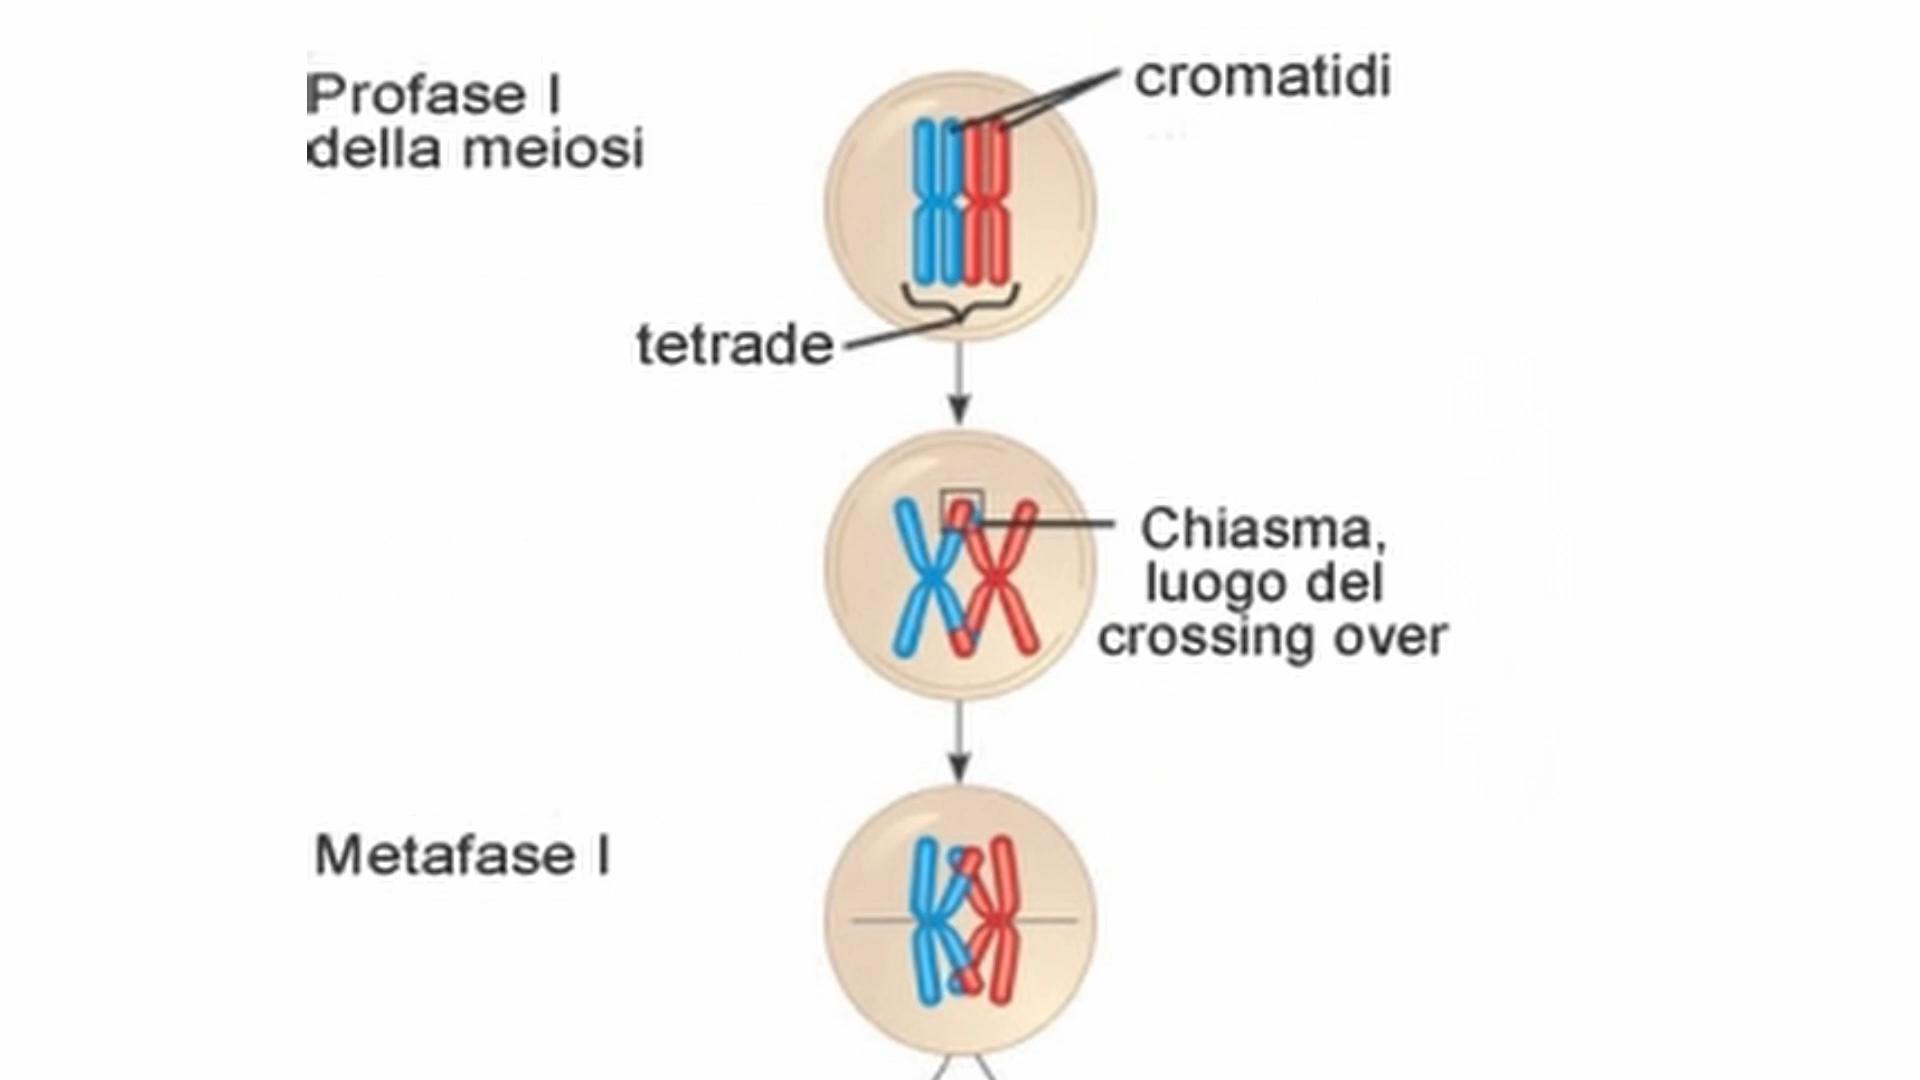 Profase I
della meiosi
cromatidi
tetrade
Chiasma,
luogo del
crossing over
Metafase I